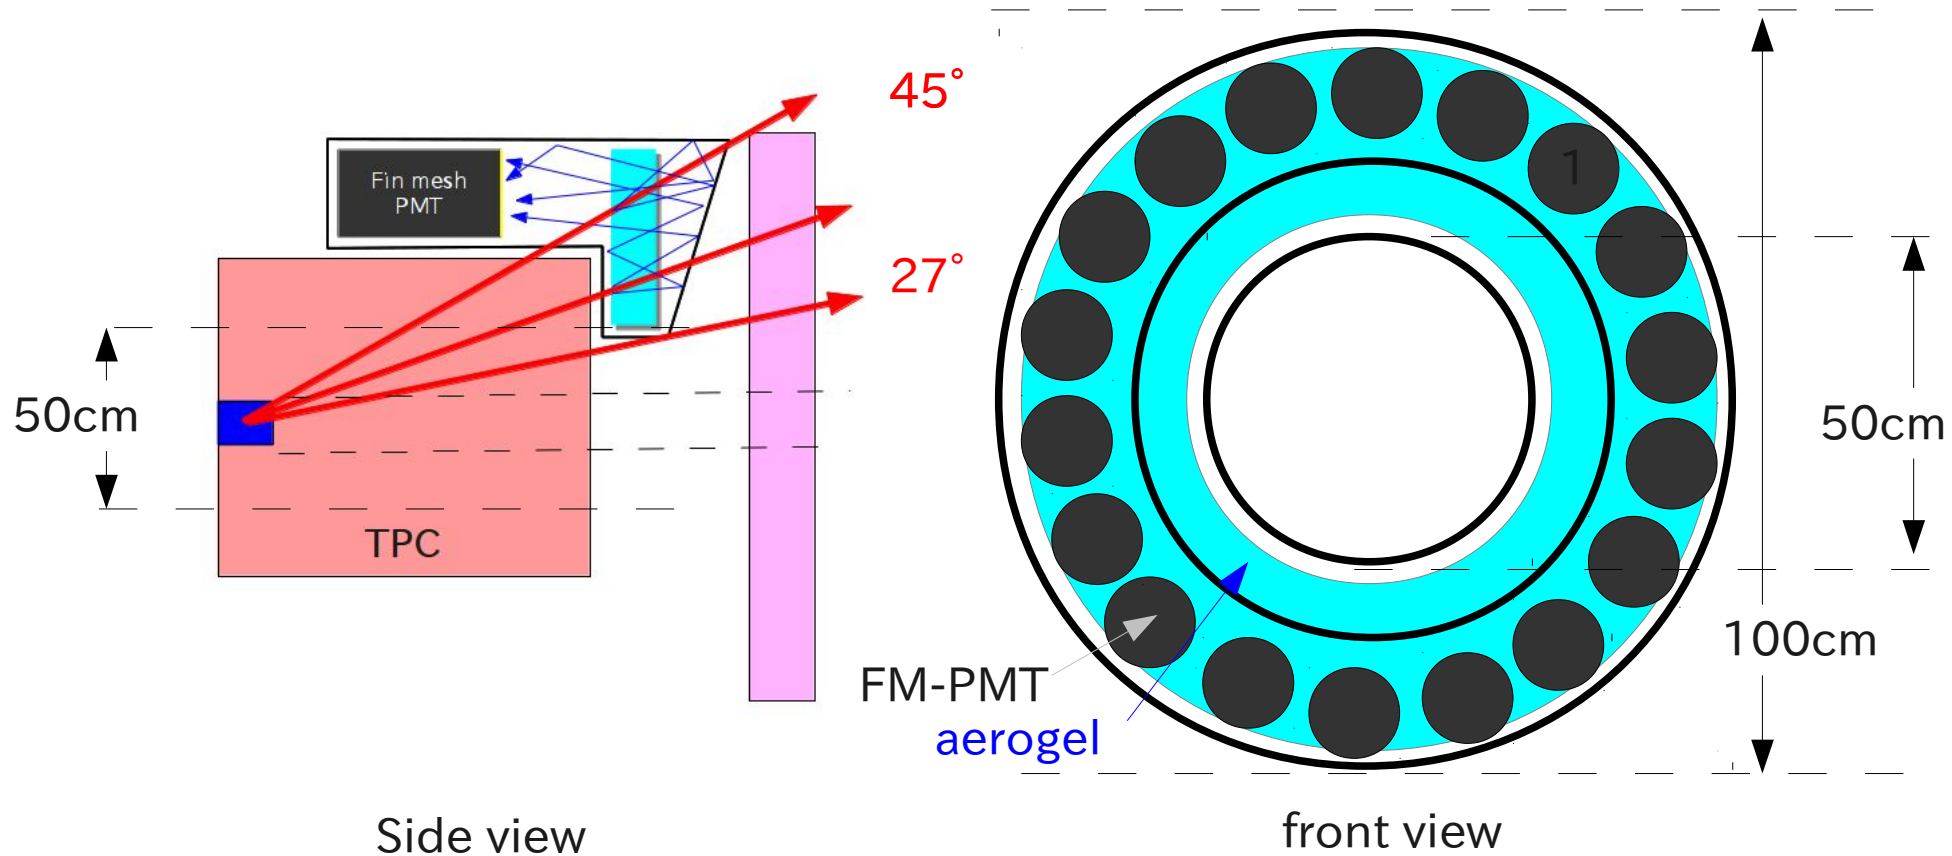 45°
27°
Fin mesh
PMT
50cm
TPC
Side view
1
50cm
100cm
FM-PMT
aerogel
front view